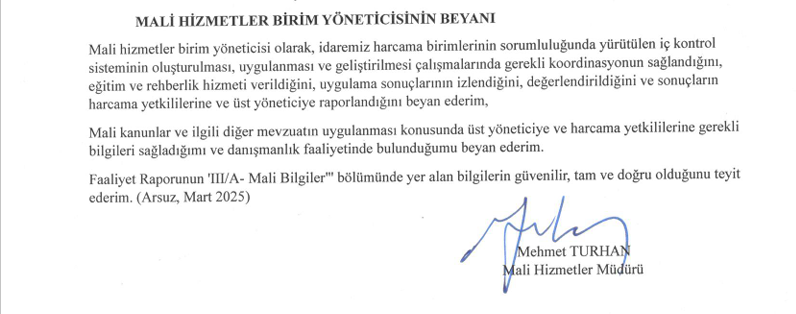 MALİ HİZMETLER BİRİM YÖNETİCİSİNİN BEYANI
Mali hizmetler birim yöneticisi olarak, idaremiz harcama birimlerinin sorumluluğunda yürütülen iç kontrol
sisteminin oluşturulması, uygulanması ve geliştirilmesi çalışmalarında gerekli koordinasyonun sağlandığını,
eğitim ve rehberlik hizmeti verildiğini, uygulama sonuçlarının izlendiğini, değerlendirildiğini ve sonuçların
harcama yetkililerine ve üst yöneticiye raporlandığını beyan ederim,
Mali kanunlar ve ilgili diğer mevzuatın uygulanması konusunda üst yöneticiye ve harcama yetkililerine gerekli
bilgileri sağladığımı ve danışmanlık faaliyetinde bulunduğumu beyan ederim.
Faaliyet Raporunun 'III/A- Mali Bilgiler"' bölümünde yer alan bilgilerin güvenilir, tam ve doğru olduğunu teyit
ederim. (Arsuz, Mart 2025)
Mehmet TURHAN
Mali Hizmetler Müdürü